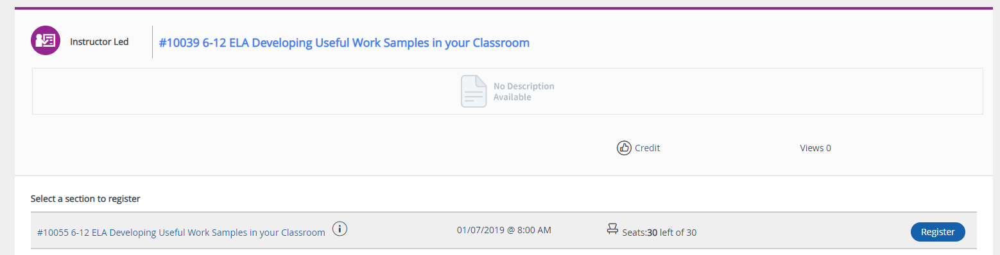 Instructor Led
#10039 6-12 ELA Developing Useful Work Samples in your Classroom
No Description
Available
Credit
Views 0
Select a section to register
#10055 6-12 ELA Developing Useful Work Samples in your Classroom
01/07/2019 @ 8:00 AM
Seats:30 left of 30
Register